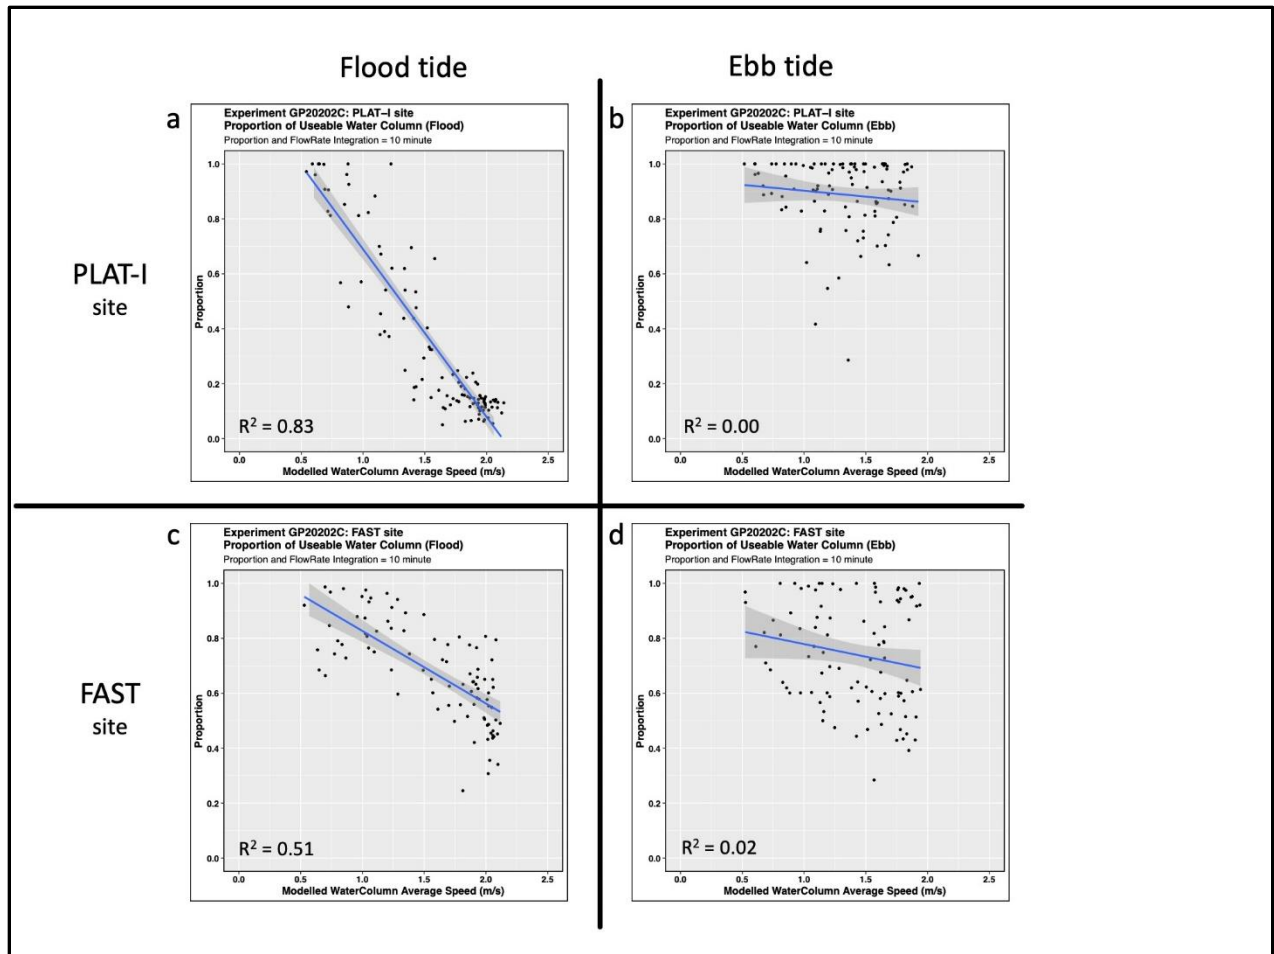 Flood tide
Ebb tide
PLAT-I
site
a
Experiment GP20202C: PLAT–I site
Proportion of Useable Water Column (Flood)
Proportion and FlowRate Integration = 10 minute
Proportion
1.0
0.8
0.6
0.4
0.2
0.0
R² = 0.83
0.0 0.5 1.0 1.5 2.0 2.5
Modelled WaterColumn Average Speed (m/s)
b
Experiment GP20202C: PLAT–I site
Proportion of Useable Water Column (Ebb)
Proportion and FlowRate Integration = 10 minute
Proportion
1.0
0.8
0.6
0.4
0.2
0.0
R² = 0.00
0.0 0.5 1.0 1.5 2.0 2.5
Modelled WaterColumn Average Speed (m/s)
FAST
site
c
Experiment GP20202C: FAST site
Proportion of Useable Water Column (Flood)
Proportion and FlowRate Integration = 10 minute
Proportion
1.0
0.8
0.6
0.4
0.2
0.0
R² = 0.51
0.0 0.5 1.0 1.5 2.0 2.5
Modelled WaterColumn Average Speed (m/s)
d
Experiment GP20202C: FAST site
Proportion of Useable Water Column (Ebb)
Proportion and FlowRate Integration = 10 minute
Proportion
1.0
0.8
0.6
0.4
0.2
0.0
R² = 0.02
0.0 0.5 1.0 1.5 2.0 2.5
Modelled WaterColumn Average Speed (m/s)